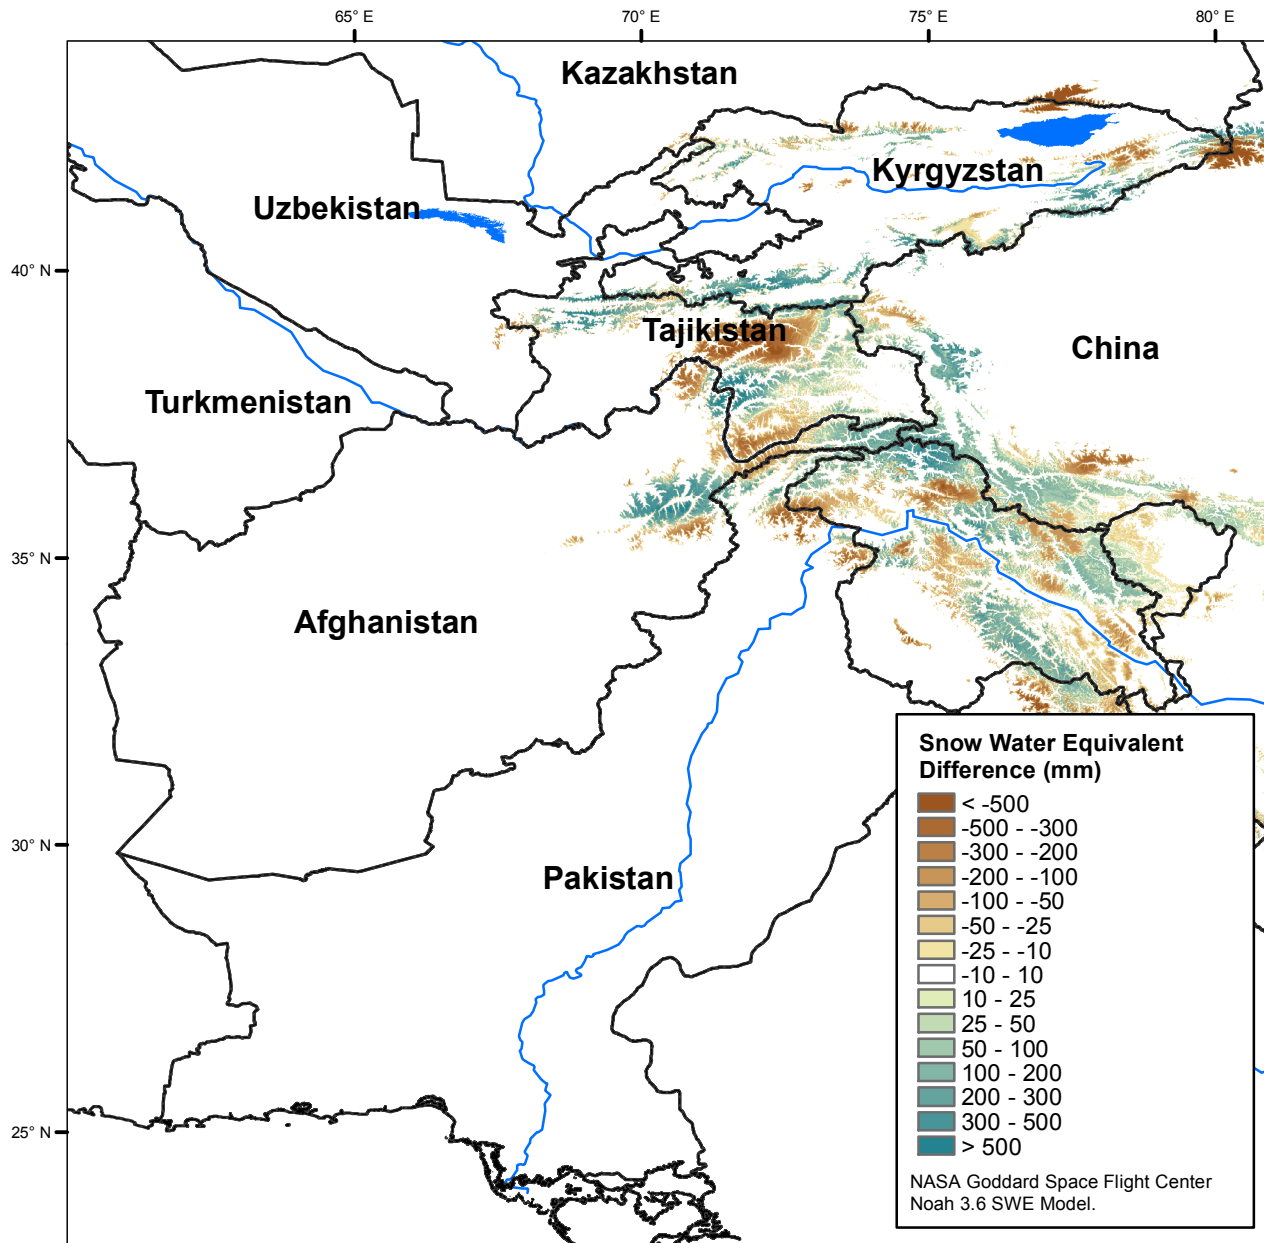 65° E 70° E 75° E 80° E
Kazakhstan
Kyrgyzstan
Uzbekistan
40° N
Tajikistan
China
Turkmenistan
35° N
Afghanistan
Snow Water Equivalent
Difference (mm)
< -500
-500 - -300
-300 - -200
-200 - -100
-100 - -50
-50 - -25
-25 - -10
-10 - 10
10 - 25
25 - 50
50 - 100
100 - 200
200 - 300
300 - 500
> 500
NASA Goddard Space Flight Center
Noah 3.6 SWE Model.
30° N
Pakistan
25° N